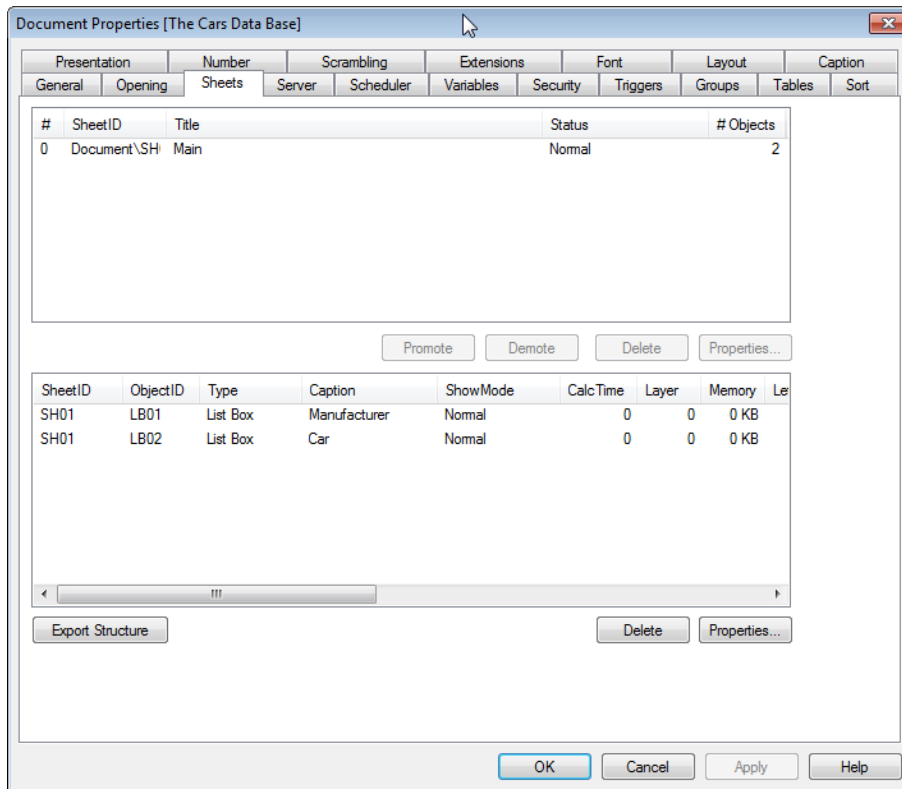 Document Properties [The Cars Data Base]
Presentation Number Scrambling Extensions Font Layout Caption
General Opening Sheets Server Scheduler Variables Security Triggers Groups Tables Sort
# SheetID Title Status # Objects
0 Document\SH Main Normal 2
Promote Demote Delete Properties...
SheetID ObjectID Type Caption ShowMode CalcTime Layer Memory Le
SH01 LB01 List Box Manufacturer Normal 0 0 0 KB
SH01 LB02 List Box Car Normal 0 0 0 KB
Export Structure Delete Properties...
OK Cancel Apply Help